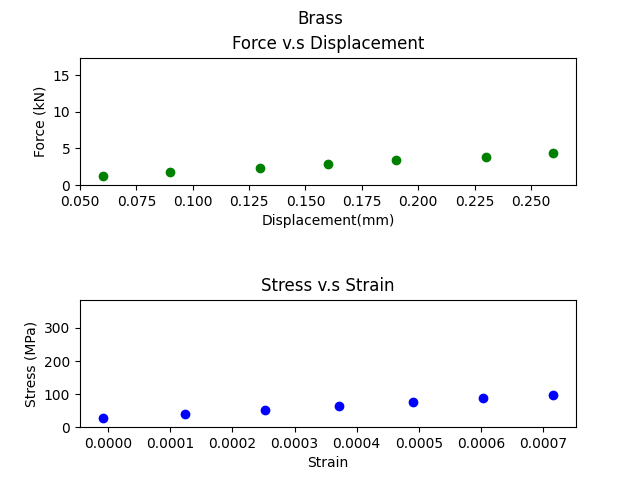 Brass
Force v.s Displacement
15
10
5
0
Force (kN)
0.050 0.075 0.100 0.125 0.150 0.175 0.200 0.225 0.250
Displacement(mm)
Stress v.s Strain
300
200
100
0
Stress (MPa)
0.0000 0.0001 0.0002 0.0003 0.0004 0.0005 0.0006 0.0007
Strain